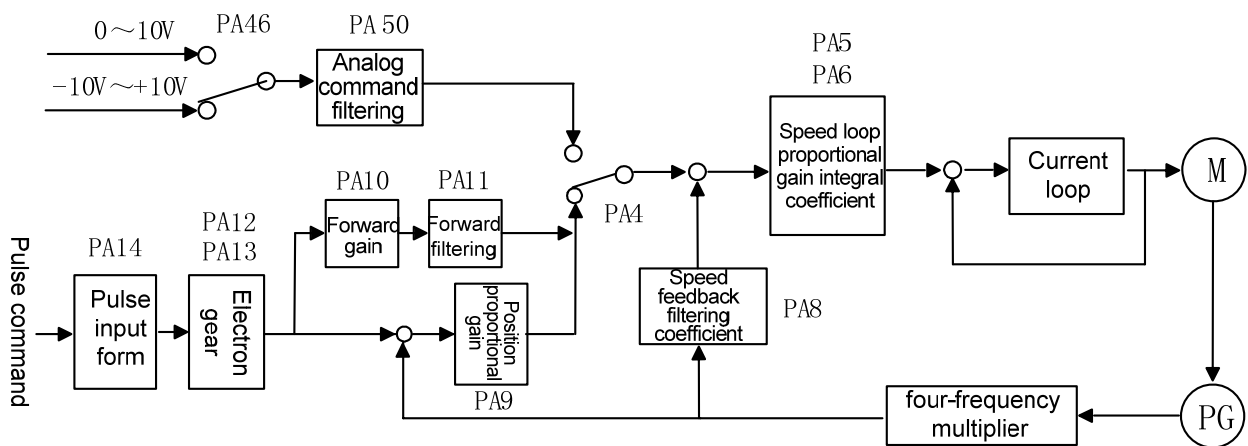 0～10V
PA46
-10V～+10V
PA 50
Analog
command
filtering
PA5
PA6
Speed loop
proportional
gain integral
coefficient
Current
loop
M
PA10
PA11
Forward
gain
Forward
filtering
PA4
PA12
PA13
PA14
Pulse command
Pulse
input
form
Electron
gear
Position
proportional
gain
PA9
Speed
feedback
filtering
coefficient
PA8
four-frequency
multiplier
PG